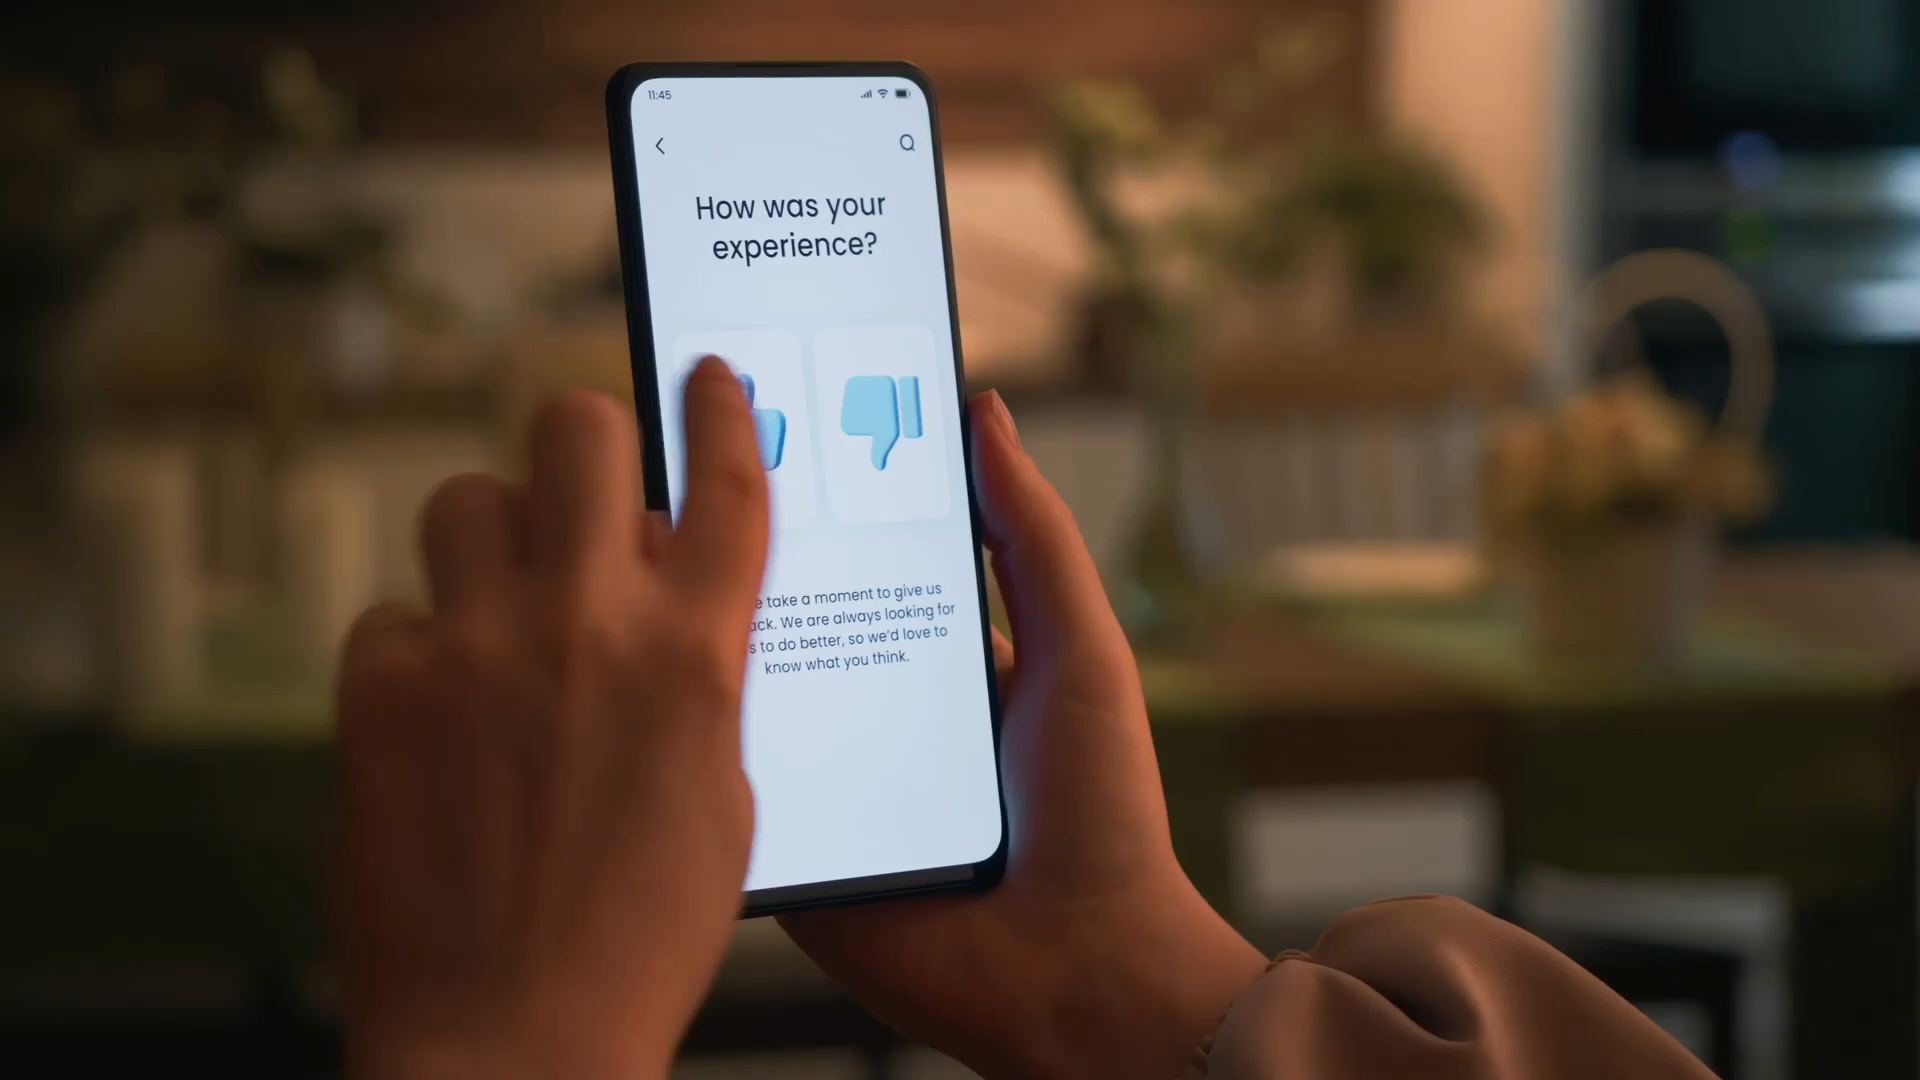 11:45
How was your
experience?
take a moment to give us
We are always looking for
to do better, so we'd love to
know what you think.